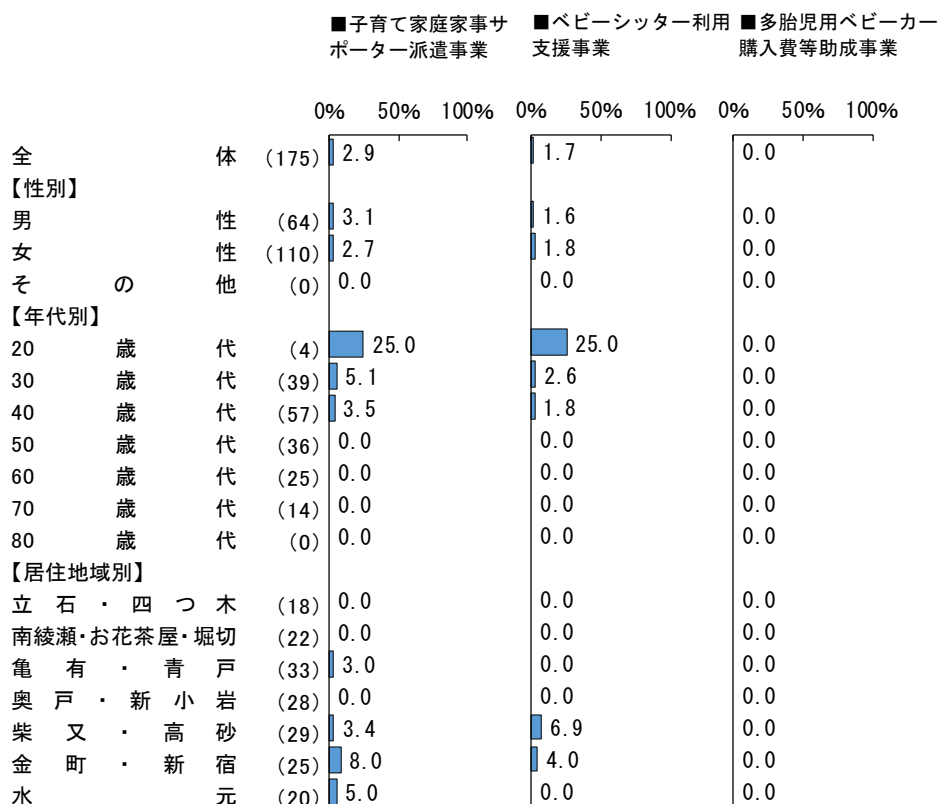 ■子育て家庭家事サポーター派遣事業
■ベビーシッター利用支援事業
■多胎児用ベビーカー購入費等助成事業
0% 50% 100% 0% 50% 100% 0% 50% 100%
全体 (175) 2.9 1.7 0.0
【性別】
男性 (64) 3.1 1.6 0.0
女性 (110) 2.7 1.8 0.0
その他 (0) 0.0 0.0 0.0
【年代別】
20歳代 (4) 25.0 25.0 0.0
30歳代 (39) 5.1 2.6 0.0
40歳代 (57) 3.5 1.8 0.0
50歳代 (36) 0.0 0.0 0.0
60歳代 (25) 0.0 0.0 0.0
70歳代 (14) 0.0 0.0 0.0
80歳代 (0) 0.0 0.0 0.0
【居住地域別】
立石・四つ木 (18) 0.0 0.0 0.0
南綾瀬・お花茶屋・堀切 (22) 0.0 0.0 0.0
亀有・青戸 (33) 3.0 0.0 0.0
奥戸・新小岩 (28) 0.0 0.0 0.0
柴又・高砂 (29) 3.4 6.9 0.0
金町・新宿 (25) 8.0 4.0 0.0
水元 (20) 5.0 0.0 0.0